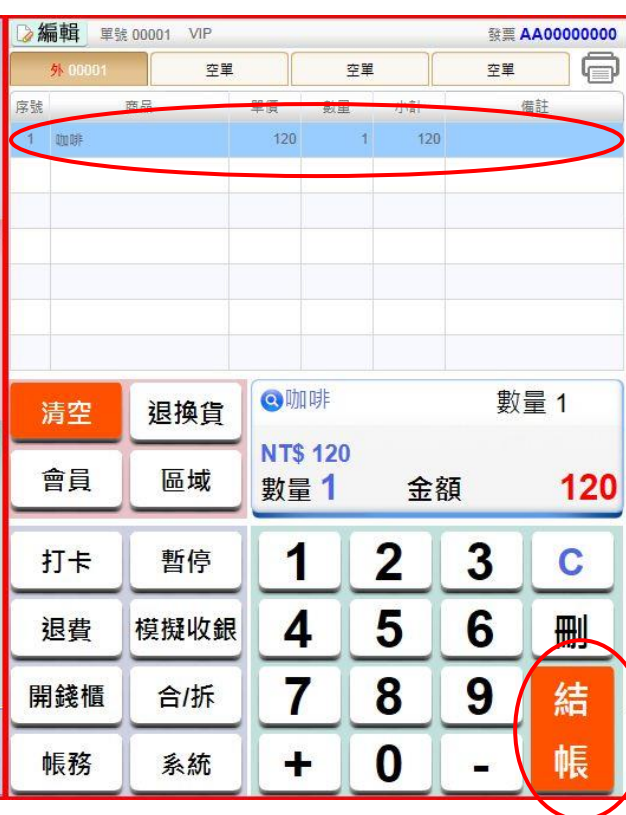 編輯 單號 00001 VIP 發票 AA00000000
外 00001 空單 空單 空單
序號 商品 單價 數量 小計 備註
1 咖啡 120 1 120
清空 退換貨 咖啡 數量 1
NT$ 120
會員 區域 數量 1 金額 120
打卡 暫停 1 2 3 C
退費 模擬收銀 4 5 6 刪
開錢櫃 合/拆 7 8 9 結
帳務 系統 + 0 - 帳